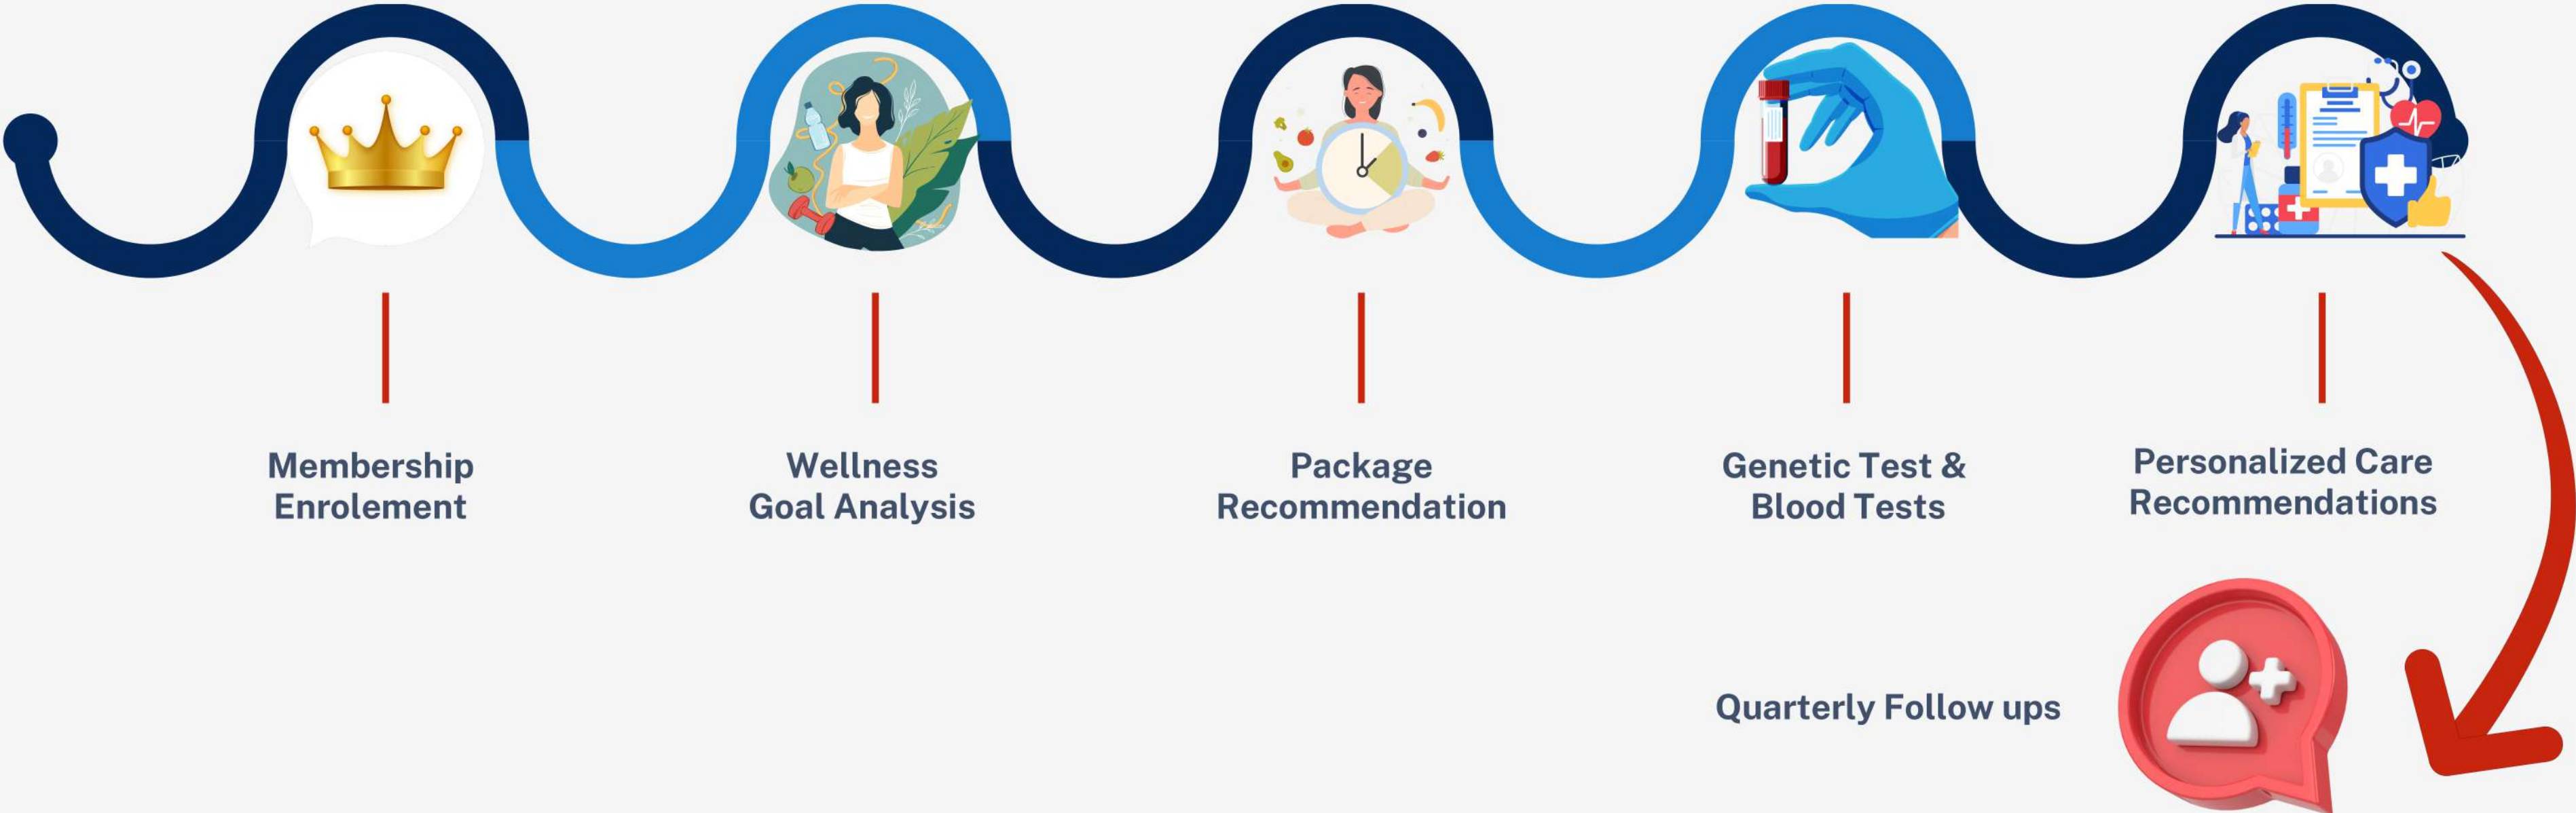 Membership
Enrolement
Wellness
Goal Analysis
Package
Recommendation
Genetic Test &
Blood Tests
Personalized Care
Recommendations
Quarterly Follow ups